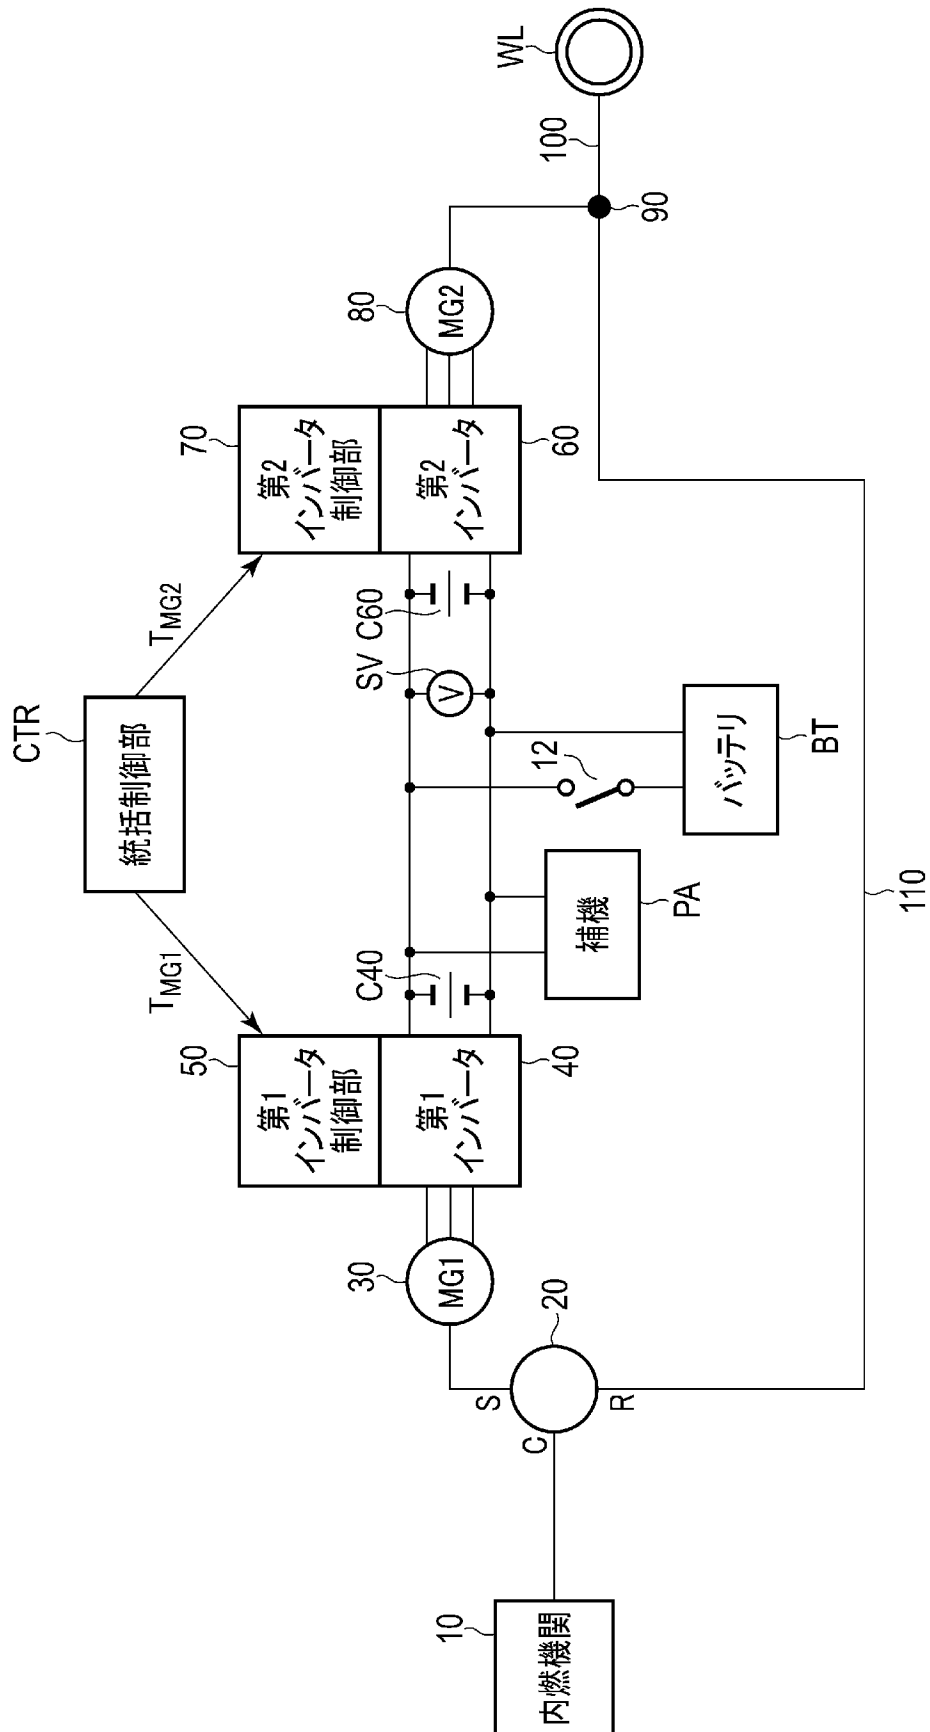 CTR
統括制御部
TMG1
TMG2
50
第1
インバータ
制御部
第1
インバータ
40
70
第2
インバータ
制御部
第2
インバータ
60
30
MG1
80
MG2
C40
SV
C60
V
補機
PA
12
バッテリ
BT
10
内燃機関
20
S
C
R
90
100
WL
110